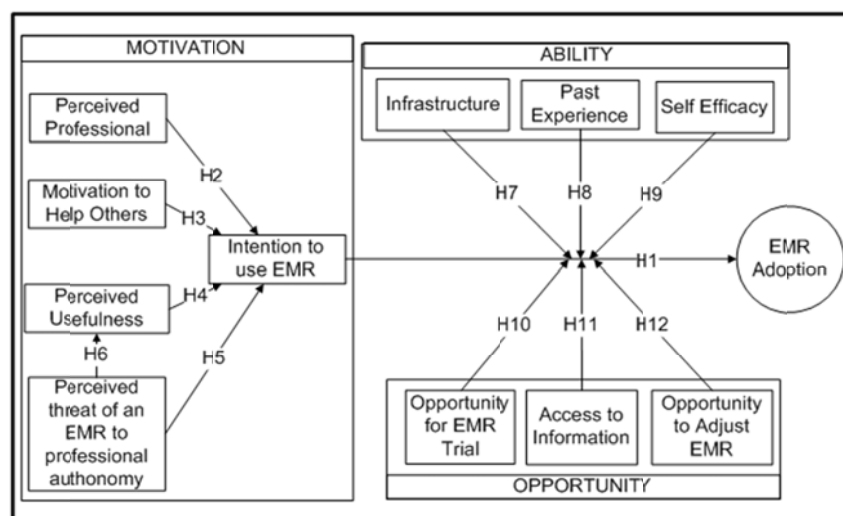 MOTIVATION
Perceived
Professional
H2
Motivation to
Help Others
H3
Intention to
use EMR
Perceived
Usefulness
H4
H6
H5
Perceived
threat of an
EMR to
professional
authonomy
ABILITY
Infrastructure
Past
Experience
Self Efficacy
H7
H8
H9
H1
EMR
Adoption
H10
H11
H12
Opportunity
for EMR
Trial
Access to
Information
Opportunity
to Adjust
EMR
OPPORTUNITY